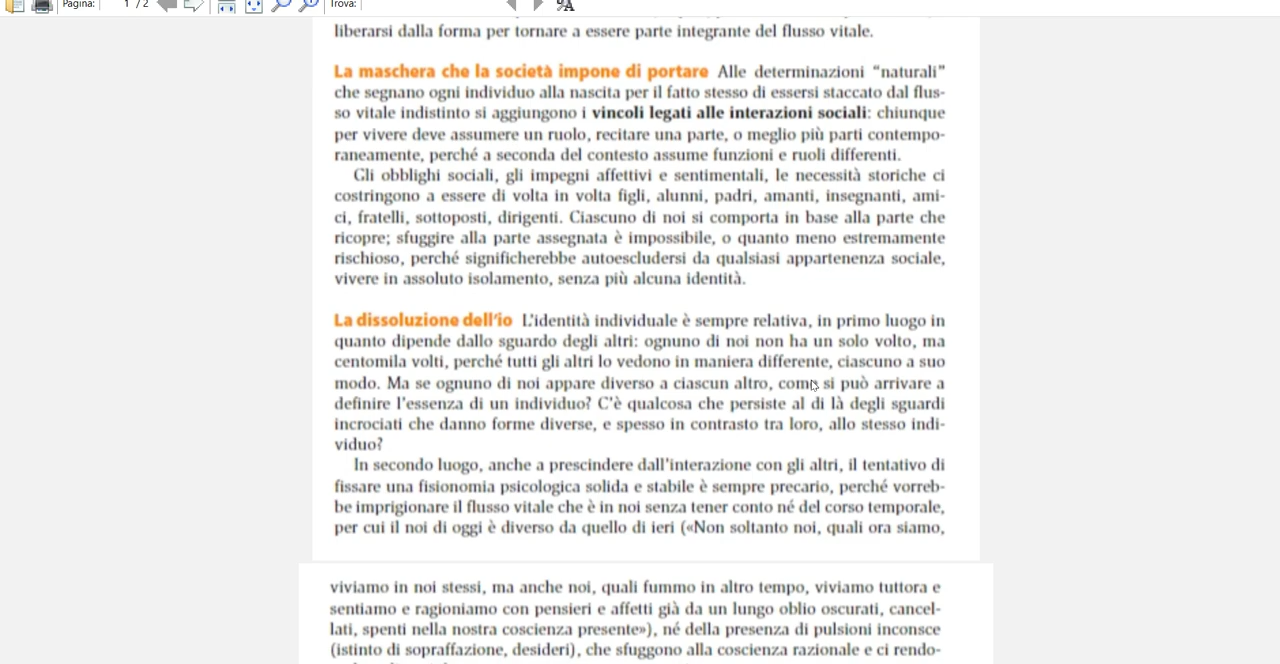 Pagina:
1 / 2
Trova:
liberarsi dalla forma per tornare a essere parte integrante del flusso vitale.
La maschera che la società impone di portare Alle determinazioni “naturali”
che segnano ogni individuo alla nascita per il fatto stesso di essersi staccato dal flus-
so vitale indistinto si aggiungono i vincoli legati alle interazioni sociali: chiunque
per vivere deve assumere un ruolo, recitare una parte, o meglio più parti contempo-
raneamente, perché a seconda del contesto assume funzioni e ruoli differenti.
Gli obblighi sociali, gli impegni affettivi e sentimentali, le necessità storiche ci
costringono a essere di volta in volta figli, alunni, padri, amanti, insegnanti, ami-
ci, fratelli, sottoposti, dirigenti. Ciascuno di noi si comporta in base alla parte che
ricopre; sfuggire alla parte assegnata è impossibile, o quanto meno estremamente
rischioso, perché significherebbe autoescludersi da qualsiasi appartenenza sociale,
vivere in assoluto isolamento, senza più alcuna identità.
La dissoluzione dell’io L’identità individuale è sempre relativa, in primo luogo in
quanto dipende dallo sguardo degli altri: ognuno di noi non ha un solo volto, ma
centomila volti, perché tutti gli altri lo vedono in maniera differente, ciascuno a suo
modo. Ma se ognuno di noi appare diverso a ciascun altro, come si può arrivare a
definire l’essenza di un individuo? C’è qualcosa che persiste al di là degli sguardi
incrociati che danno forme diverse, e spesso in contrasto tra loro, allo stesso indi-
viduo?
In secondo luogo, anche a prescindere dall’interazione con gli altri, il tentativo di
fissare una fisionomia psicologica solida e stabile è sempre precario, perché vorreb-
be imprigionare il flusso vitale che è in noi senza tener conto né del corso temporale,
per cui il noi di oggi è diverso da quello di ieri («Non soltanto noi, quali ora siamo,
viviamo in noi stessi, ma anche noi, quali fummo in altro tempo, viviamo tuttora e
sentiamo e ragioniamo con pensieri e affetti già da un lungo oblio oscurati, cancel-
lati, spenti nella nostra coscienza presente»), né della presenza di pulsioni inconsce
(istinto di sopraffazione, desideri), che sfuggono alla coscienza razionale e ci rendo-